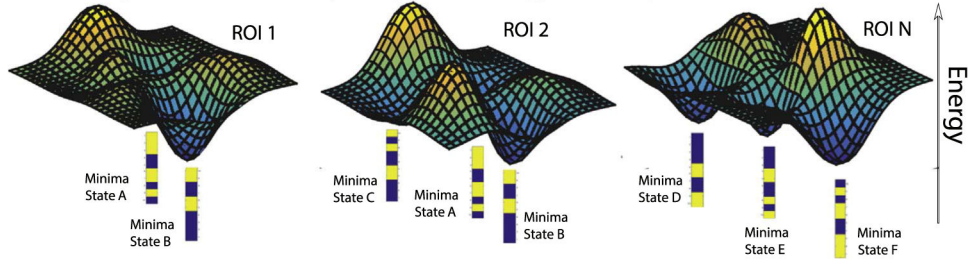 ROI 1
ROI 2
ROI N
Energy
Minima
State A
Minima
State B
Minima
State C
Minima
State A
Minima
State B
Minima
State D
Minima
State E
Minima
State F